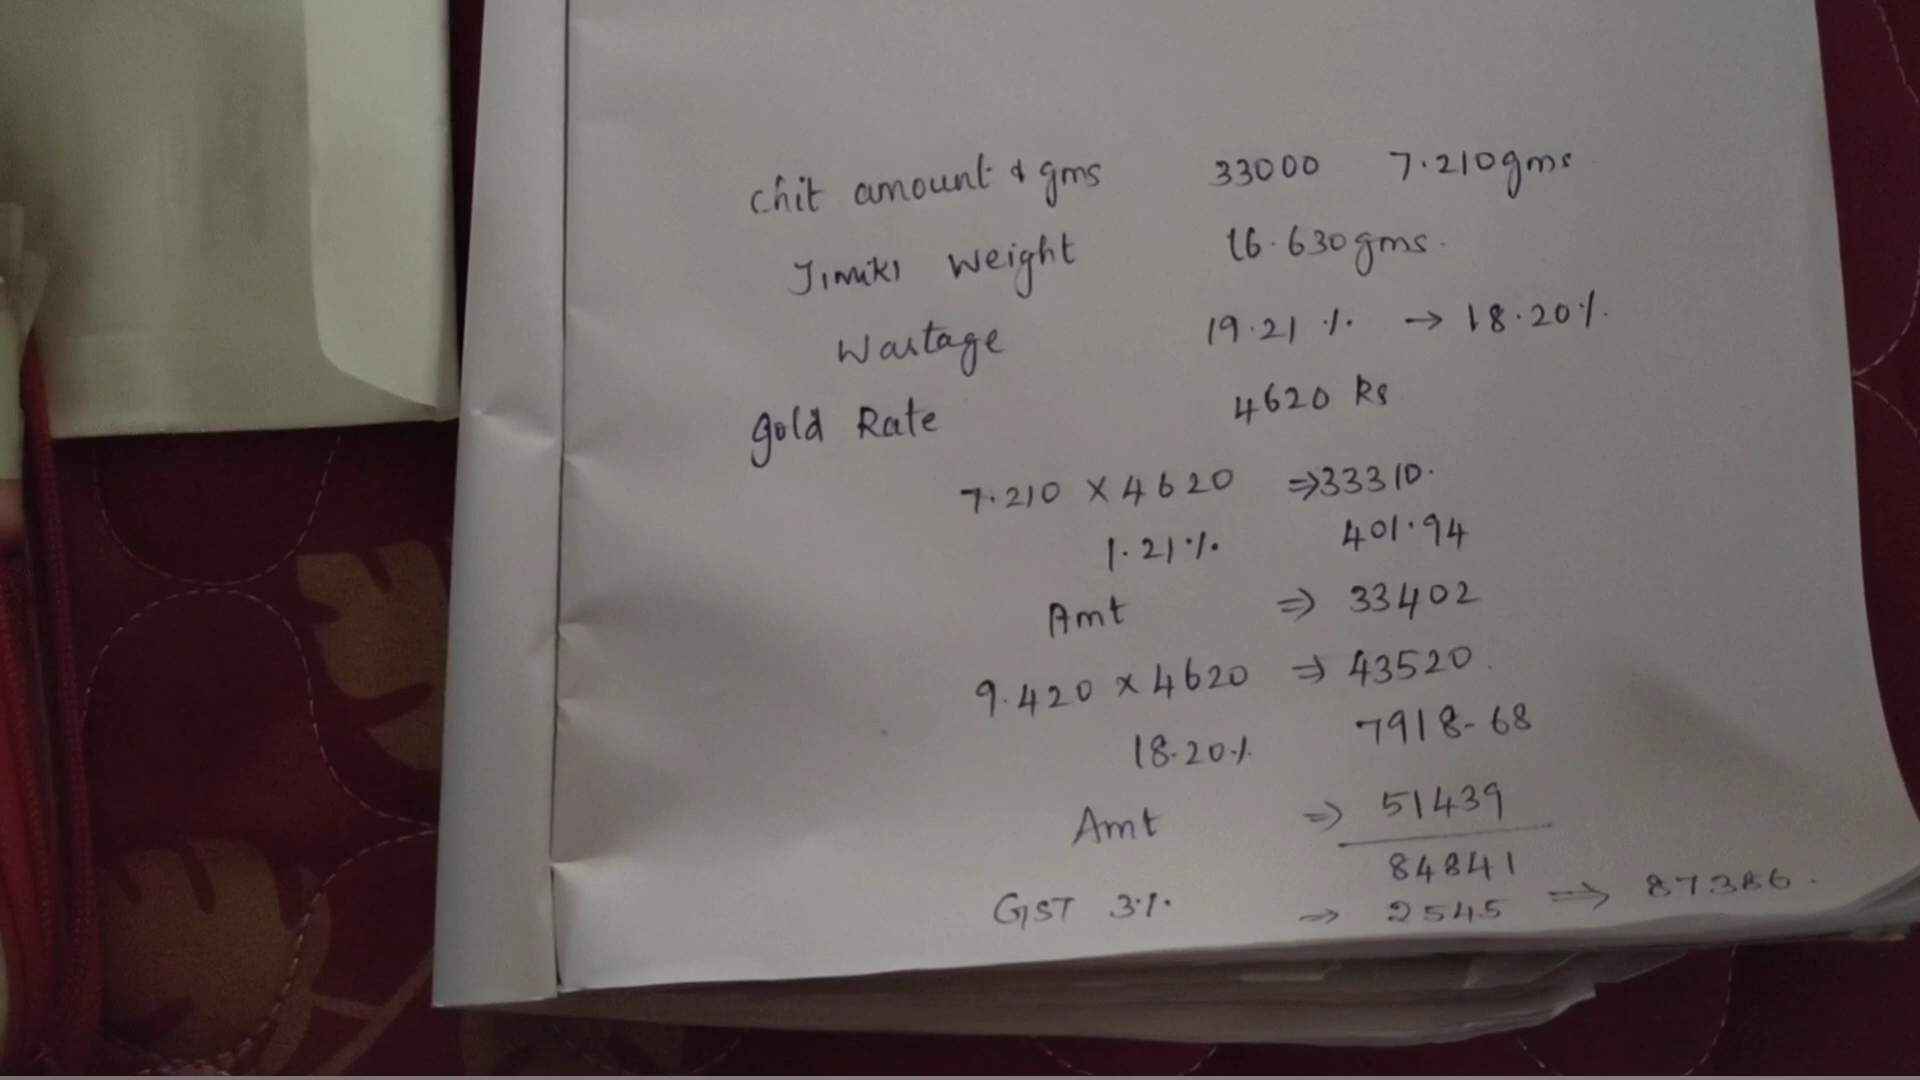 chit amount & gms 33000 7.210gms
Jimiki Weight 16.630gms.
Wastage 19.21 % → 18.20%.
gold Rate 4620 Rs
7.210 x 4620 ⇒ 33310.
1.21% 401.94
Amt ⇒ 33402
9.420 x 4620 ⇒ 43520.
18.20% 7918-68
Amt ⇒ 51439
84841
GST 3% ⇒ 2545 ⇒ 87386.